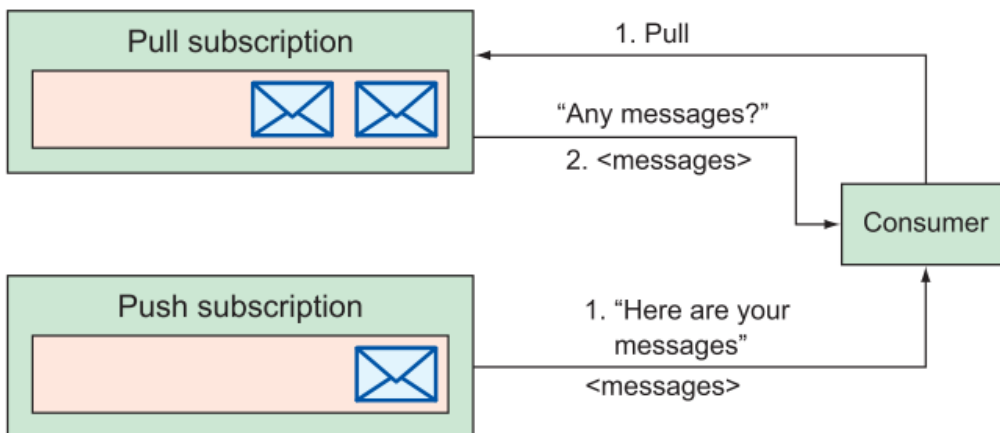 Pull subscription
1. Pull
“Any messages?”
2. <messages>
Consumer
Push subscription
1. “Here are your
messages”
<messages>